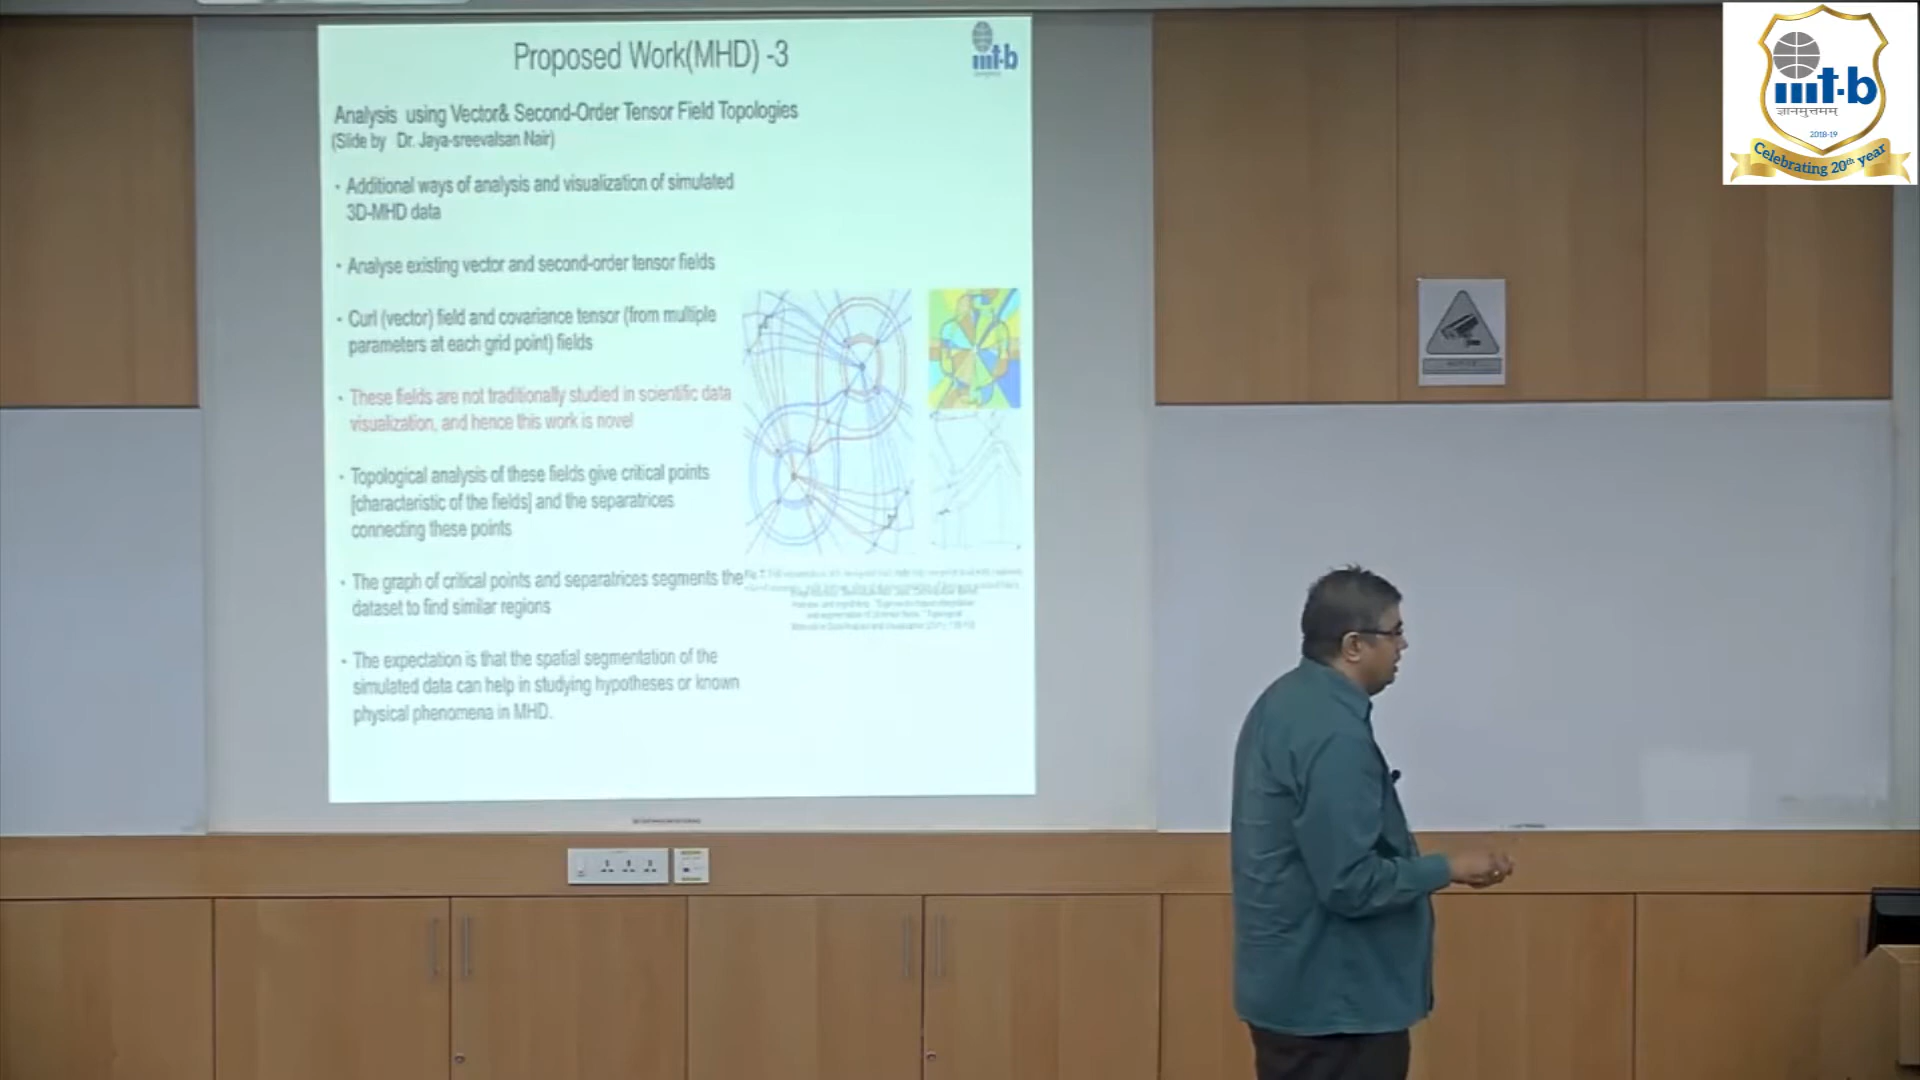 Proposed Work(MHD) -3
iiit-b
Analysis using Vector& Second-Order Tensor Field Topologies
(Slide by Dr. Jaya-sreevalsan Nair)
• Additional ways of analysis and visualization of simulated
3D-MHD data
• Analyse existing vector and second-order tensor fields
• Curl (vector) field and covariance tensor (from multiple
parameters at each grid point) fields
• These fields are not traditionally studied in scientific data
visualization, and hence this work is novel
• Topological analysis of these fields give critical points
[characteristic of the fields] and the separatrices
connecting these points
• The graph of critical points and separatrices segments the
dataset to find similar regions
• The expectation is that the spatial segmentation of the
simulated data can help in studying hypotheses or known
physical phenomena in MHD.
iiit-b
ज्ञानमुत्तमम्
2018-19
Celebrating 20th year